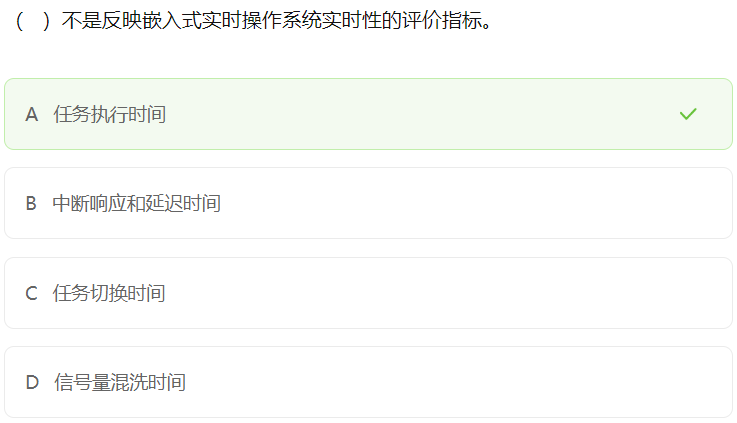 （　）不是反映嵌入式实时操作系统实时性的评价指标。
A 任务执行时间
B 中断响应和延迟时间
C 任务切换时间
D 信号量混洗时间